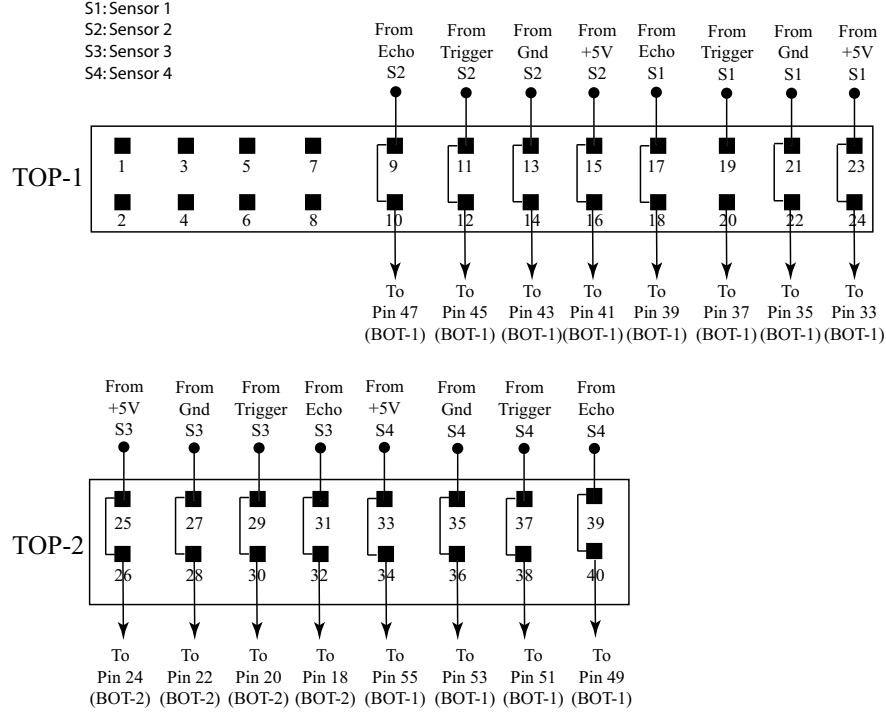 S1: Sensor 1
S2: Sensor 2
S3: Sensor 3
S4: Sensor 4
From From From From From From From From
Echo Trigger Gnd +5V Echo Trigger Gnd +5V
S2 S2 S2 S2 S1 S1 S1 S1
TOP-1
1 3 5 7 9 11 13 15 17 19 21 23
2 4 6 8 10 12 14 16 18 20 22 24
To To To To To To To To
Pin 47 Pin 45 Pin 43 Pin 41 Pin 39 Pin 37 Pin 35 Pin 33
(BOT-1) (BOT-1) (BOT-1) (BOT-1) (BOT-1) (BOT-1) (BOT-1) (BOT-1)
From From From From From From From From
+5V Gnd Trigger Echo +5V Gnd Trigger Echo
S3 S3 S3 S3 S4 S4 S4 S4
TOP-2
25 27 29 31 33 35 37 39
26 28 30 32 34 36 38 40
To To To To To To To To
Pin 24 Pin 22 Pin 20 Pin 18 Pin 55 Pin 53 Pin 51 Pin 49
(BOT-2) (BOT-2) (BOT-2) (BOT-2) (BOT-1) (BOT-1) (BOT-1) (BOT-1)